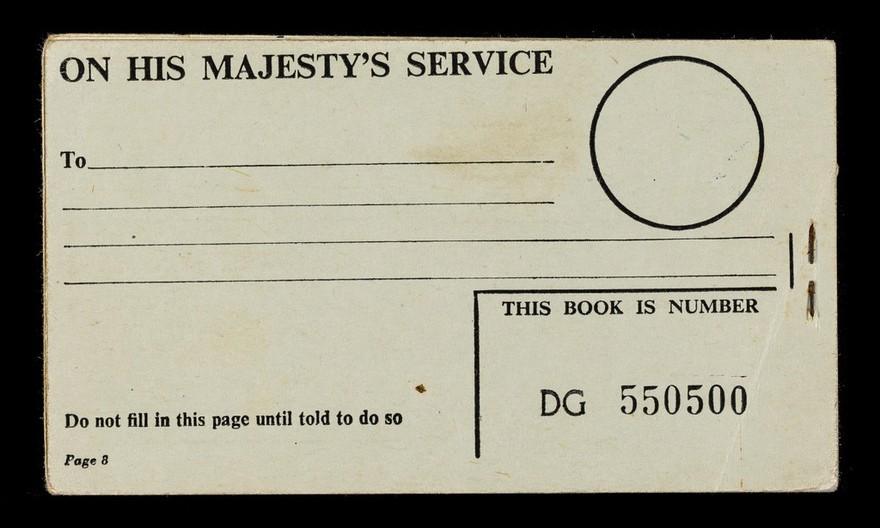 ON HIS MAJESTY'S SERVICE
To
THIS BOOK IS NUMBER
DG 550500
Do not fill in this page until told to do so
Page 8